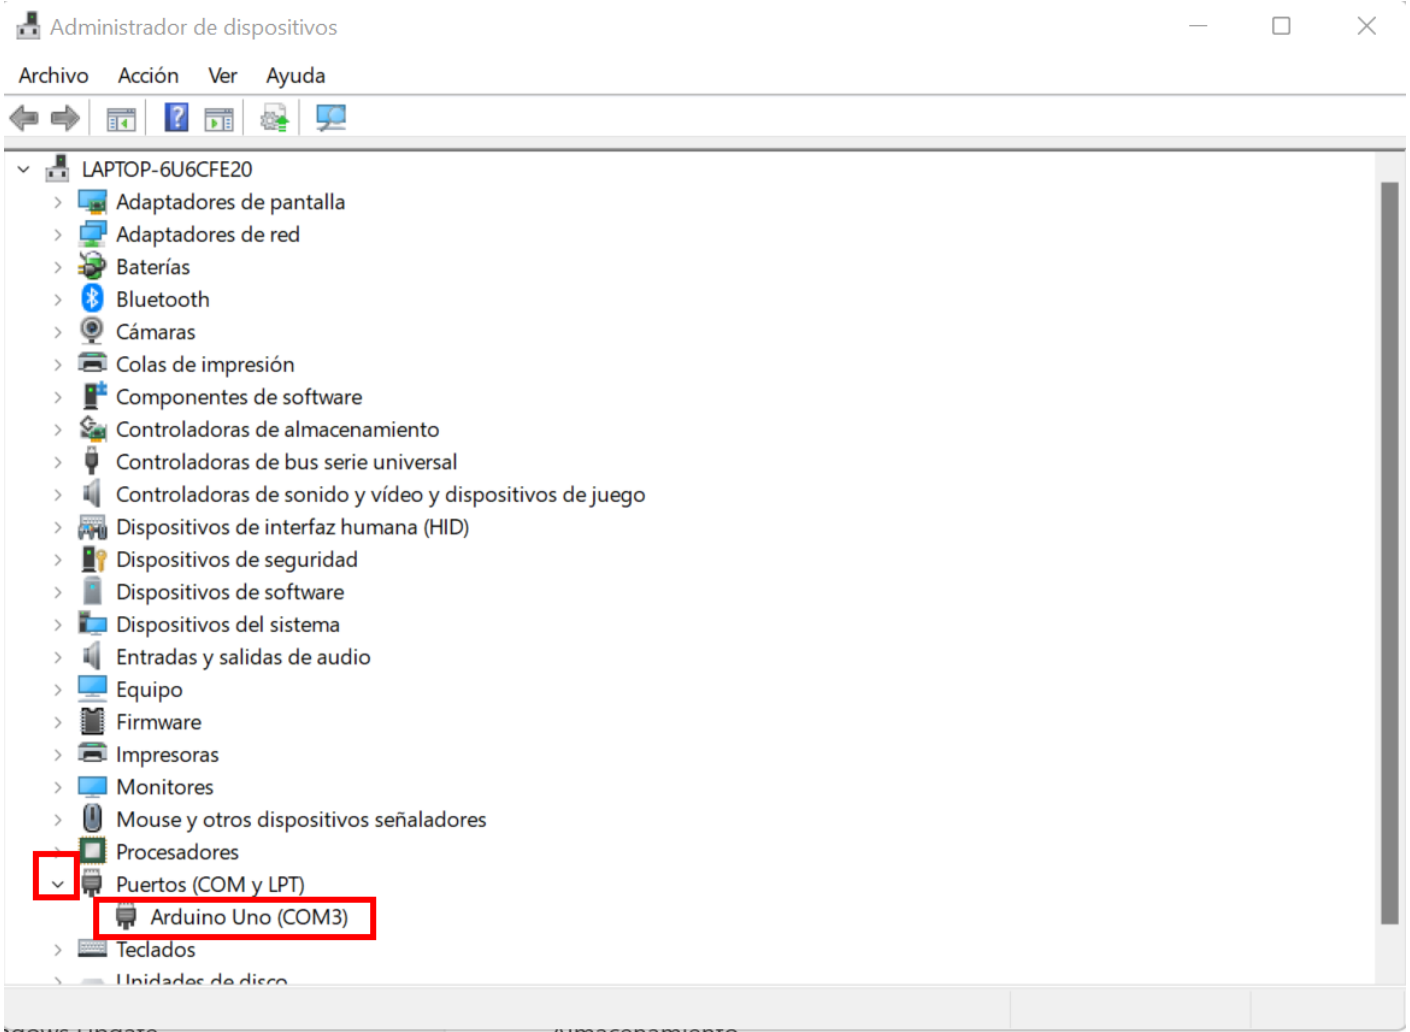 Administrador de dispositivos
Archivo Acción Ver Ayuda
LAPTOP-6U6CFE20
Adaptadores de pantalla
Adaptadores de red
Baterías
Bluetooth
Cámaras
Colas de impresión
Componentes de software
Controladoras de almacenamiento
Controladoras de bus serie universal
Controladoras de sonido y vídeo y dispositivos de juego
Dispositivos de interfaz humana (HID)
Dispositivos de seguridad
Dispositivos de software
Dispositivos del sistema
Entradas y salidas de audio
Equipo
Firmware
Impresoras
Monitores
Mouse y otros dispositivos señaladores
Procesadores
Puertos (COM y LPT)
Arduino Uno (COM3)
Teclados
Unidades de disco